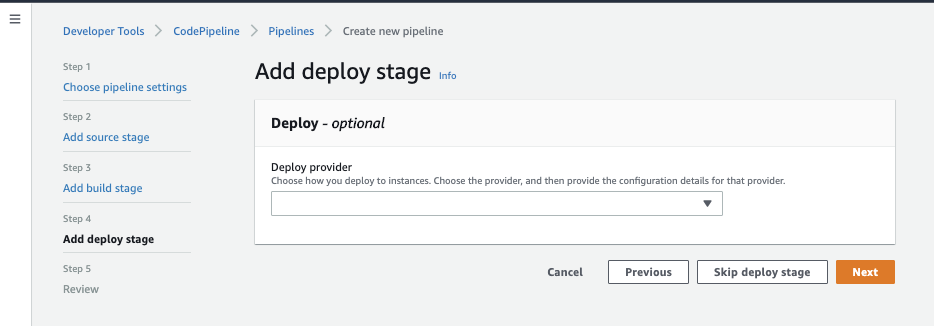 Developer Tools > CodePipeline > Pipelines > Create new pipeline
Step 1
Choose pipeline settings
Step 2
Add source stage
Step 3
Add build stage
Step 4
Add deploy stage
Step 5
Review
Add deploy stage Info
Deploy - optional
Deploy provider
Choose how you deploy to instances. Choose the provider, and then provide the configuration details for that provider.
Cancel Previous Skip deploy stage Next